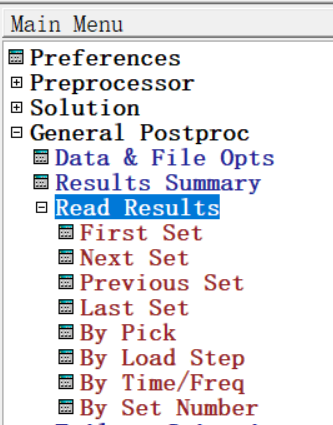 Main Menu
Preferences
Preprocessor
Solution
General Postproc
Data & File Opts
Results Summary
Read Results
First Set
Next Set
Previous Set
Last Set
By Pick
By Load Step
By Time/Freq
By Set Number